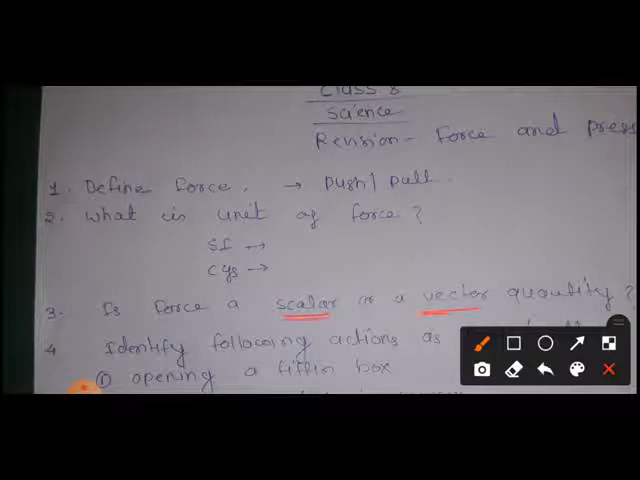 Class 8
Science
Revision - Force and press
1. Define Force. → Push/Pull.
2. What is unit of force?
SI →
Cgs →
3. Is Force a scalar or a vector quantity?
4 Identify following actions as
① opening a tiffin box